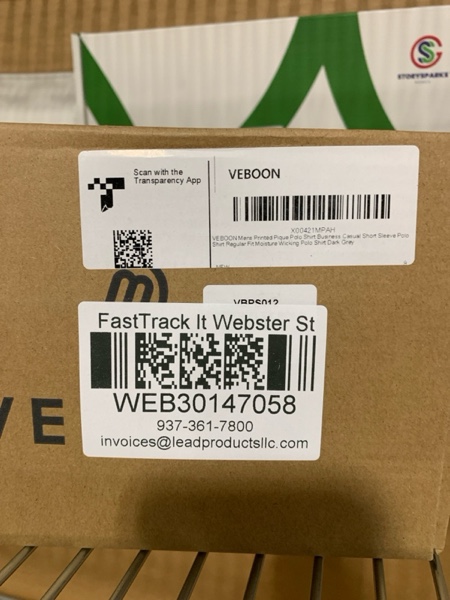 STORYSPARKS
Scan with the
Transparency App
VEBOON
X00421MPAH
VEBOON Mens Printed Pique Polo Shirt Business Casual Short Sleeve Polo
Shirt Regular Fit Moisture Wicking Polo Shirt Dark Grey
VBPS012
FastTrack It Webster St
WEB30147058
937-361-7800
invoices@leadproductsllc.com
VE